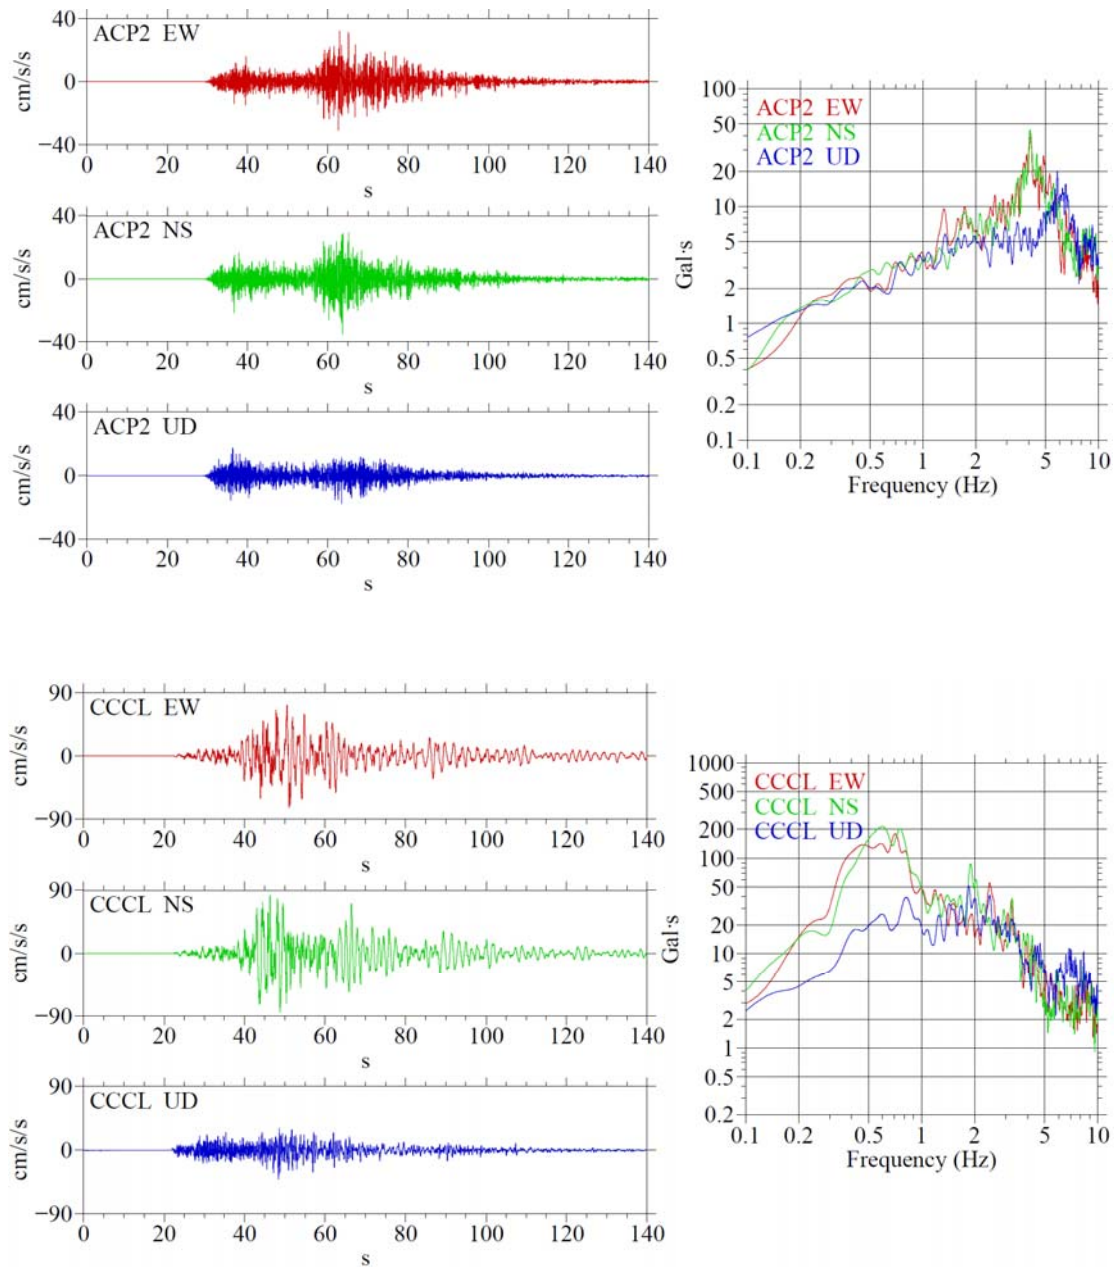 40
ACP2 EW
cm/s/s
0
−40
0 20 40 60 80 100 120 140
s
40
ACP2 NS
cm/s/s
0
−40
0 20 40 60 80 100 120 140
s
40
ACP2 UD
cm/s/s
0
−40
0 20 40 60 80 100 120 140
s
100
50
20
10
5
2
1
0.5
0.2
0.1
Gal·s
ACP2 EW
ACP2 NS
ACP2 UD
0.1 0.2 0.5 1 2 5 10
Frequency (Hz)
90
CCCL EW
cm/s/s
0
−90
0 20 40 60 80 100 120 140
s
90
CCCL NS
cm/s/s
0
−90
0 20 40 60 80 100 120 140
s
90
CCCL UD
cm/s/s
0
−90
0 20 40 60 80 100 120 140
s
1000
500
200
100
50
20
10
5
2
1
0.5
0.2
Gal·s
CCCL EW
CCCL NS
CCCL UD
0.1 0.2 0.5 1 2 5 10
Frequency (Hz)